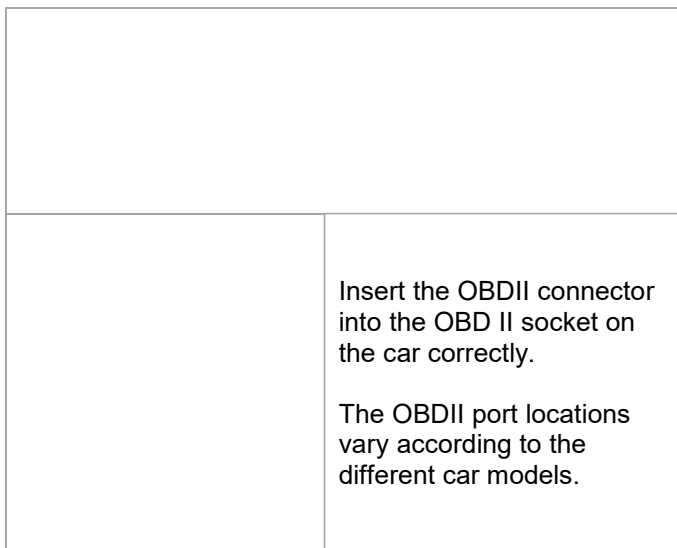 Insert the OBDII connector
into the OBD II socket on
the car correctly.
The OBDII port locations
vary according to the
different car models.